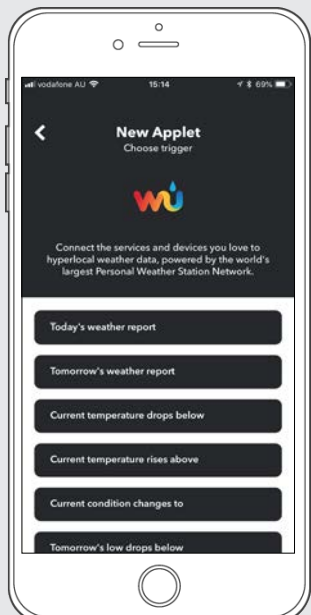 vodafone AU 15:14 69%
New Applet
Choose trigger
wu
Connect the services and devices you love to
hyperlocal weather data, powered by the world's
largest Personal Weather Station Network.
Today's weather report
Tomorrow's weather report
Current temperature drops below
Current temperature rises above
Current condition changes to
Tomorrow's low drops below